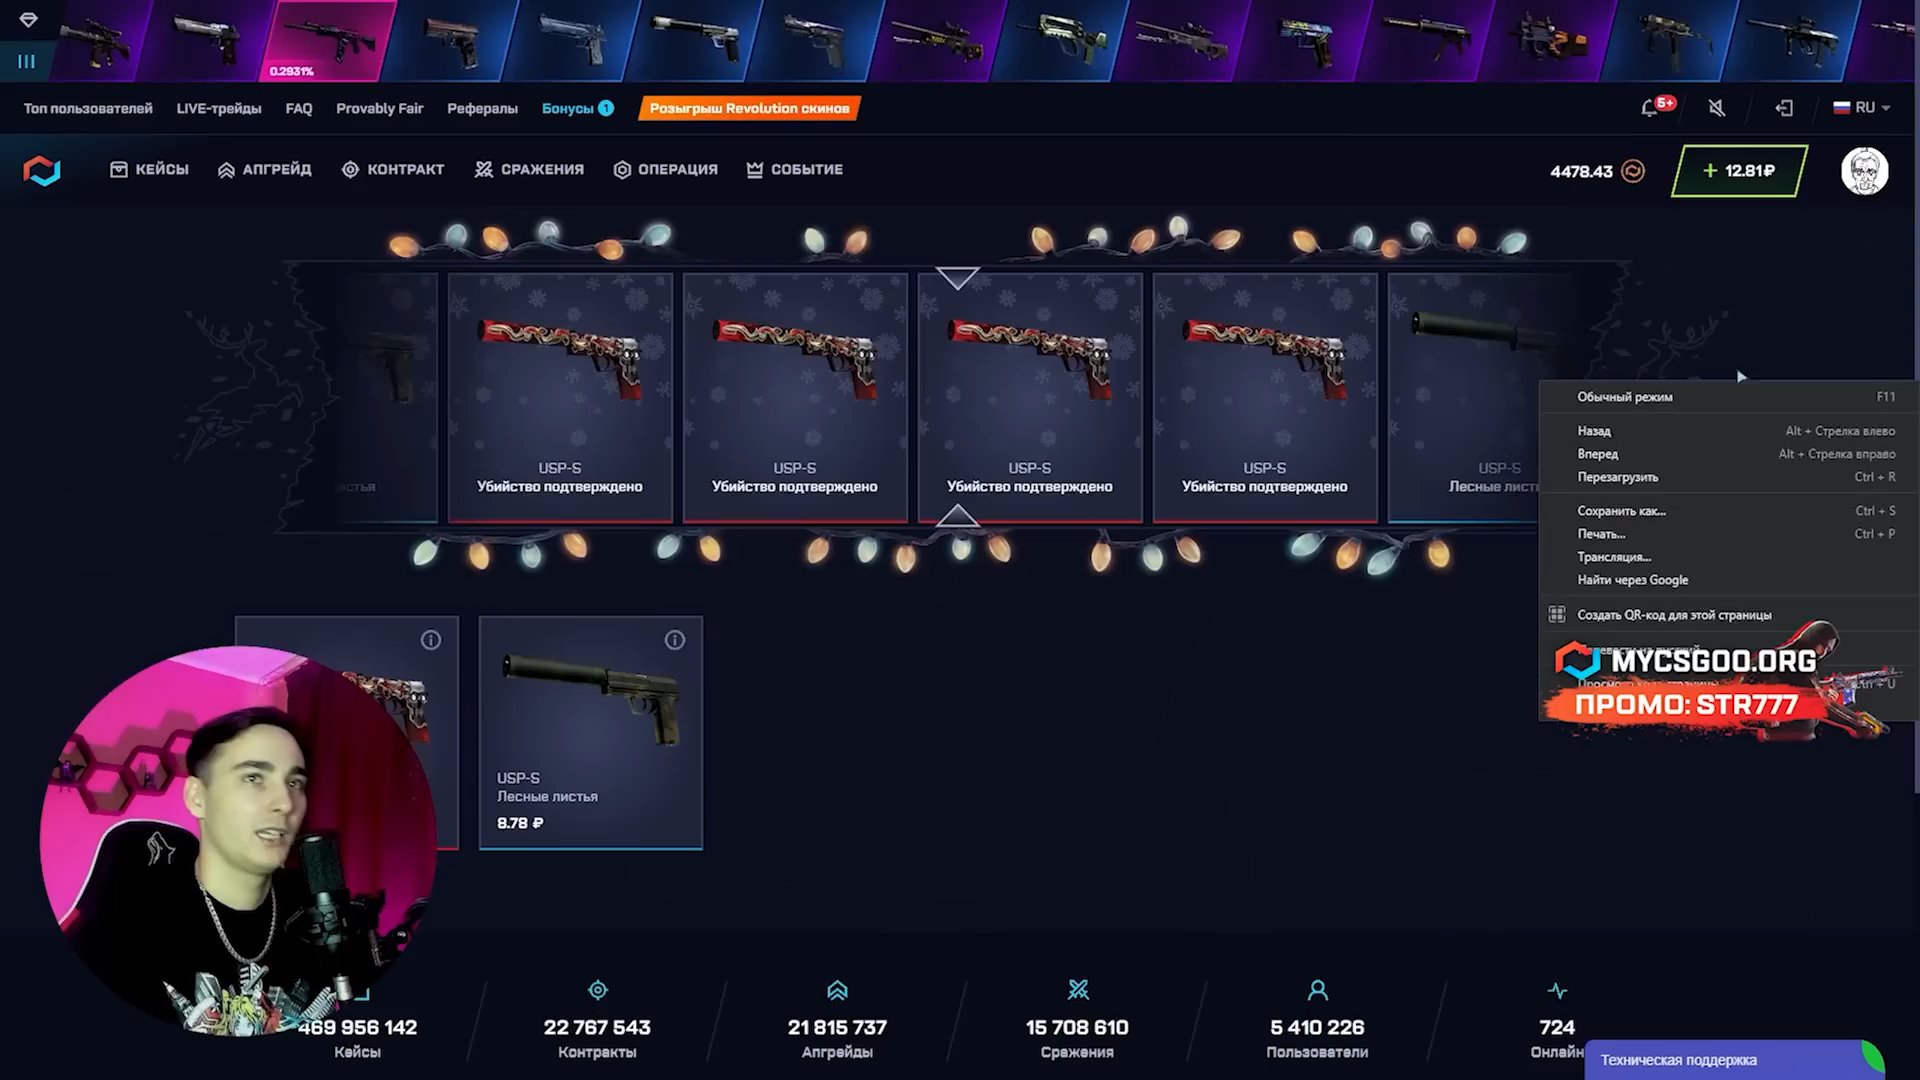 0.2931%
Топ пользователей
LIVE-трейды
FAQ
Provably Fair
Рефералы
Бонусы 1
Розыгрыш Revolution скинов
5+
RU
КЕЙСЫ
АПГРЕЙД
КОНТРАКТ
СРАЖЕНИЯ
ОПЕРАЦИЯ
СОБЫТИЕ
4478.43
+ 12.81₽
USP-S
Убийство подтверждено
USP-S
Убийство подтверждено
USP-S
Убийство подтверждено
USP-S
Убийство подтверждено
USP-S
Лесные
Обычный режим F11
Назад Alt + Стрелка влево
Вперед Alt + Стрелка вправо
Перезагрузить Ctrl + R
Сохранить как... Ctrl + S
Печать... Ctrl + P
Трансляция...
Найти через Google
Создать QR-код для этой страницы
MYCSGOO.ORG
ПРОМО: STR777
USP-S
Лесные листья
8.78 ₽
469 956 142
Кейсы
22 767 543
Контракты
21 815 737
Апгрейды
15 708 610
Сражения
5 410 226
Пользователи
724
Онлайн
Техническая поддержка